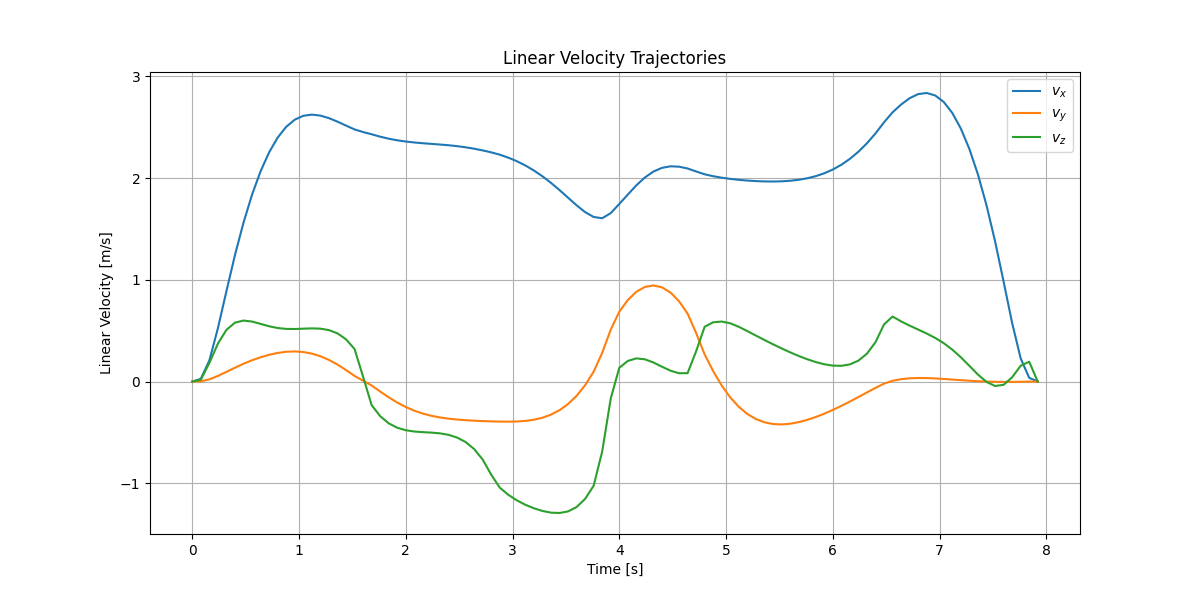 Linear Velocity Trajectories
3
2
1
0
−1
Linear Velocity [m/s]
v_x
v_y
v_z
0 1 2 3 4 5 6 7 8
Time [s]